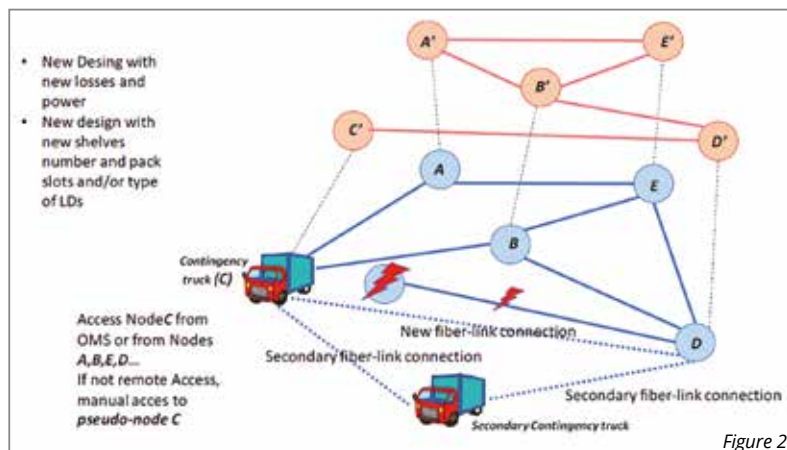 • New Desing with
new losses and
power
• New design with
new shelves
number and pack
slots and/or type
of LDs
A'
E'
B'
C'
D'
A
E
B
Contingency
truck (C)
New fiber-link connection
D
Access NodeC from
OMS or from Nodes
A,B,E,D...
If not remote Access,
manual acces to
pseudo-node C
Secondary fiber-link connection
Secondary fiber-link connection
Secondary Contingency truck
Figure 2